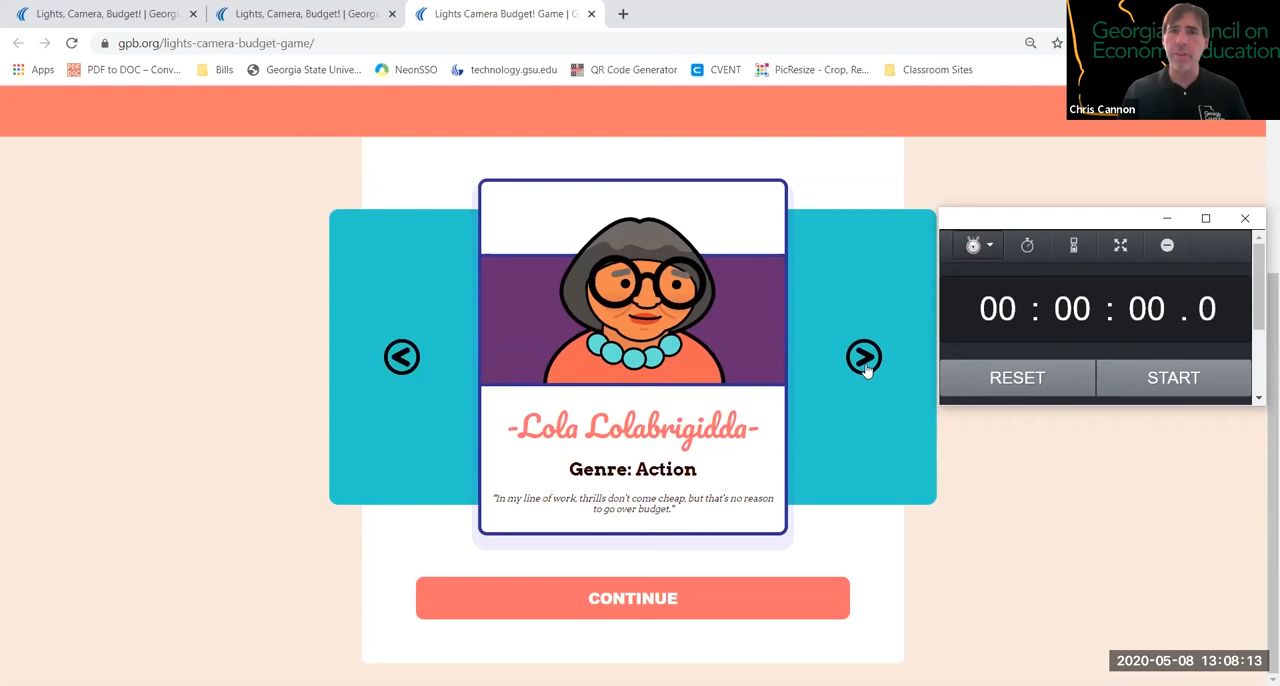 Lights, Camera, Budget! | Georgi
Lights, Camera, Budget! | Georgi
Lights Camera Budget! Game | G
gpb.org/lights-camera-budget-game/
Apps
PDF to DOC – Conv...
Bills
Georgia State Unive...
NeonSSO
technology.gsu.edu
QR Code Generator
CVENT
PicResize - Crop, Re...
Classroom Sites
Georgia Council on
Economic Education
Chris Cannon
00 : 00 : 00 . 0
RESET
START
-Lola Lolabrigidda-
Genre: Action
"In my line of work, thrills don't come cheap, but that's no reason
to go over budget."
CONTINUE
2020-05-08 13:08:13